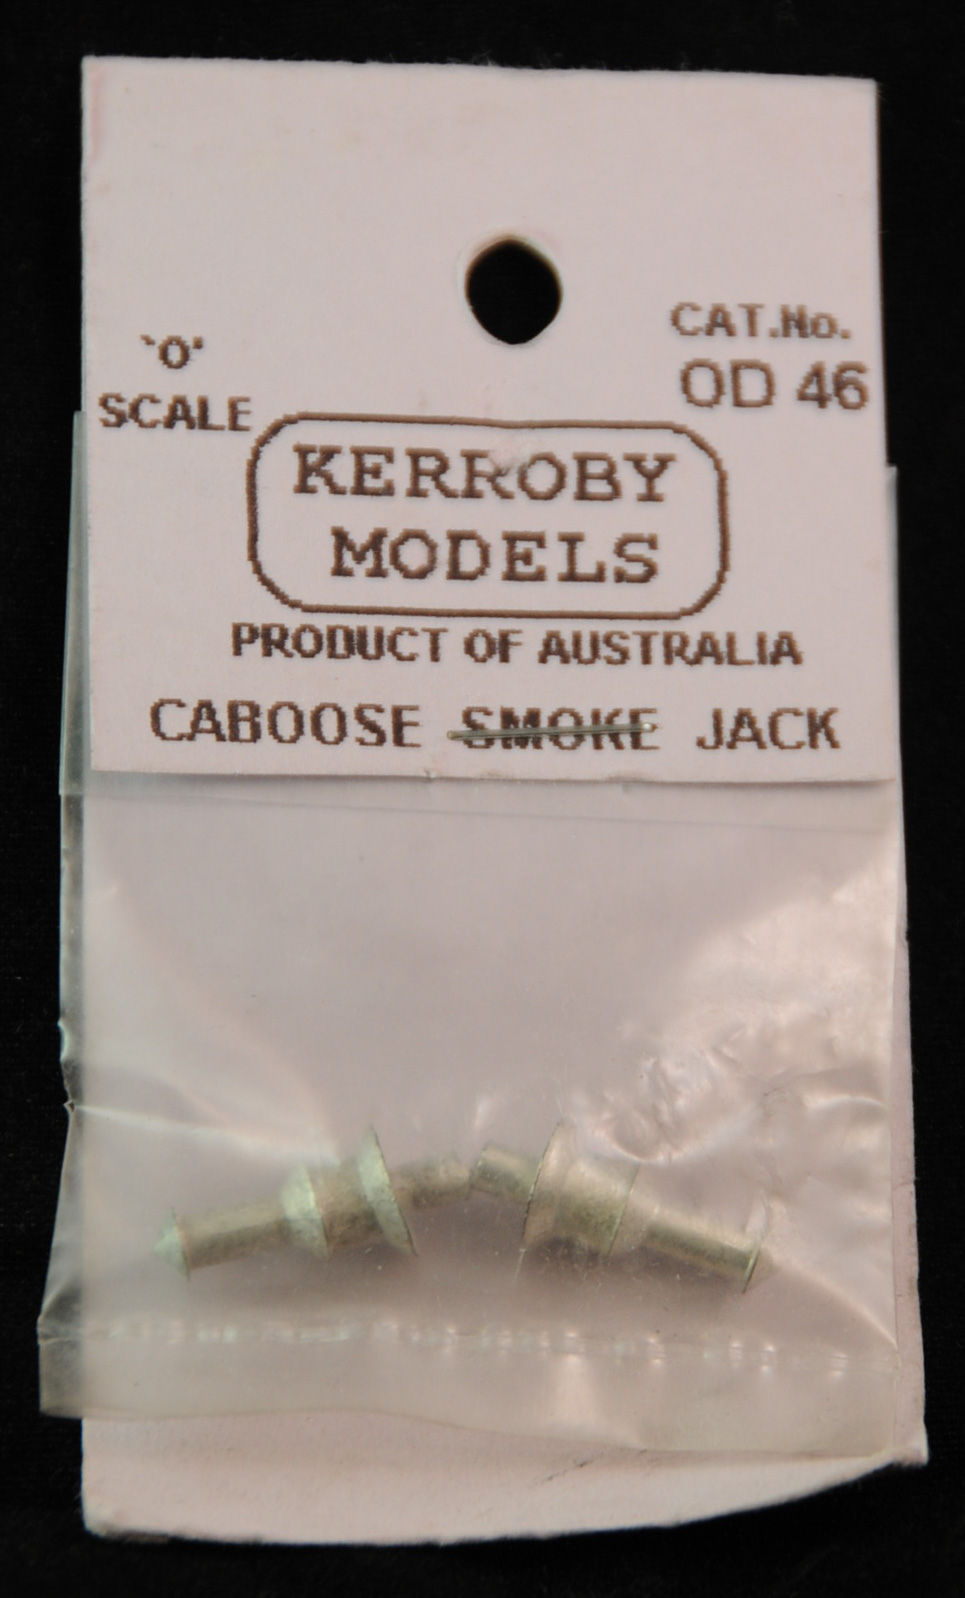 'O'
SCALE
CAT.No.
OD 46
KERROBY
MODELS
PRODUCT OF AUSTRALIA
CABOOSE SMOKE JACK